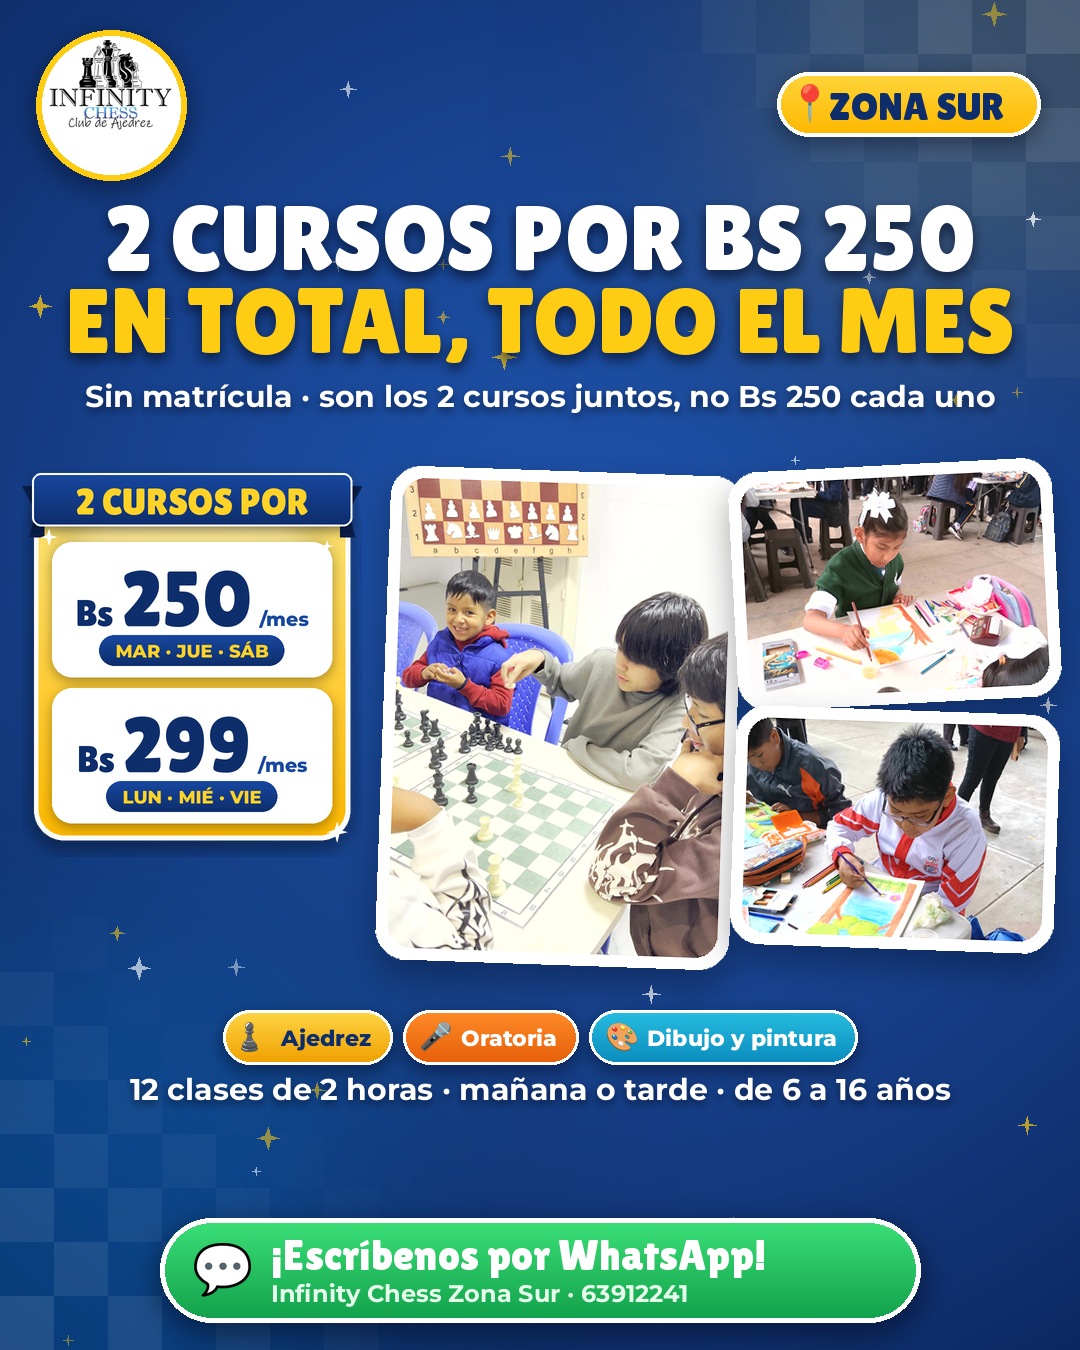 INFINITY
CHESS
Club de Ajedrez
ZONA SUR
2 CURSOS POR BS 250
EN TOTAL, TODO EL MES
Sin matrícula · son los 2 cursos juntos, no Bs 250 cada uno
2 CURSOS POR
Bs 250 /mes
MAR · JUE · SÁB
Bs 299 /mes
LUN · MIÉ · VIE
3
2
1
a b c d e f g h
Ajedrez
Oratoria
Dibujo y pintura
12 clases de 2 horas · mañana o tarde · de 6 a 16 años
¡Escríbenos por WhatsApp!
Infinity Chess Zona Sur · 63912241